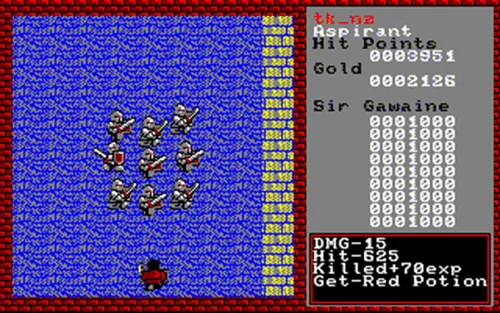 tk_nz
Aspirant
Hit Points
0003951
Gold
0002126
Sir Gawaine
0001000
0001000
0001000
0001000
0001000
0001000
0001000
0001000
0001000
DMG-15
Hit-625
Killed+70exp
Get-Red Potion